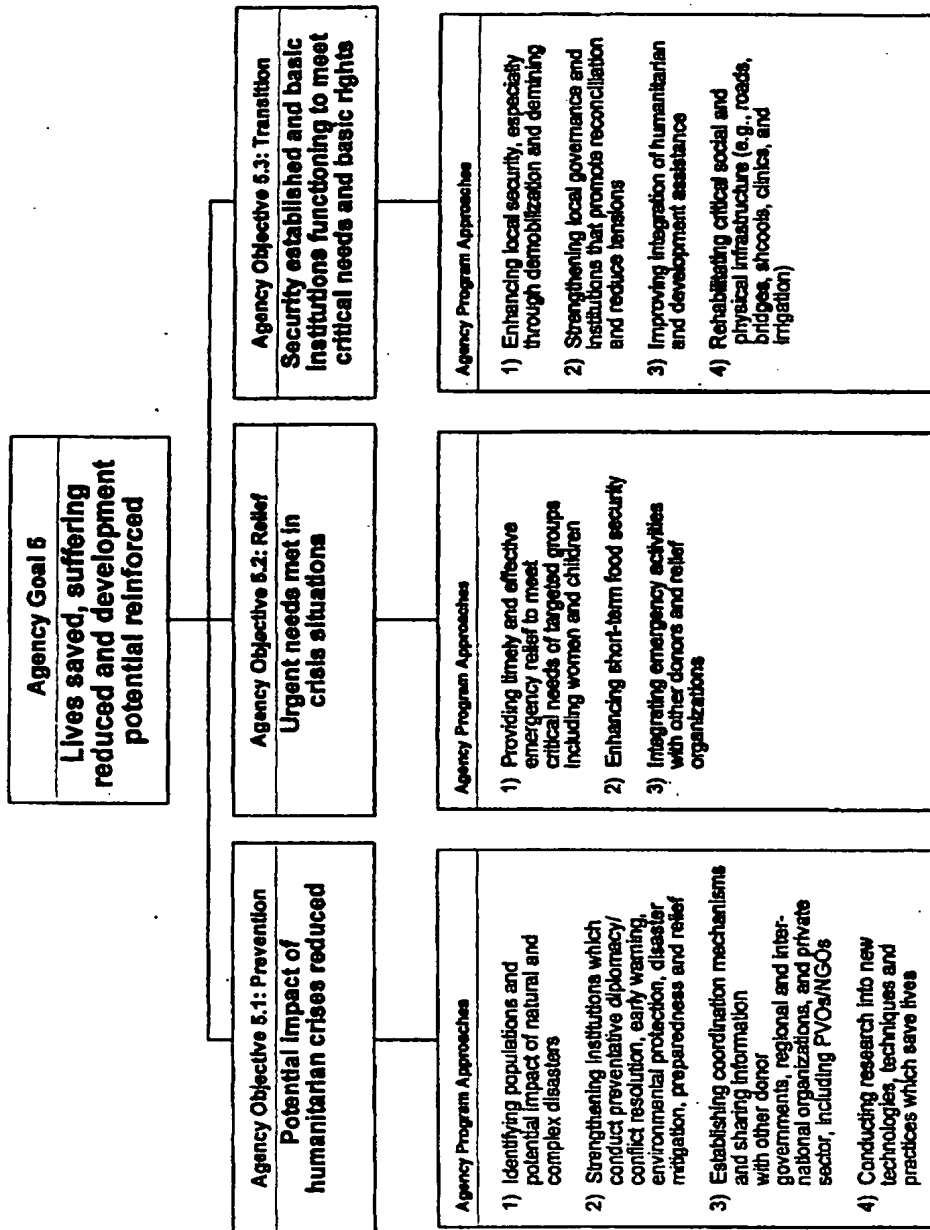 Agency Goal 5
Lives saved, suffering
reduced and development
potential reinforced
Agency Objective 5.1: Prevention
Potential impact of
humanitarian crises reduced
Agency Program Approaches
1) Identifying populations and
potential impact of natural and
complex disasters
2) Strengthening institutions which
conduct preventative diplomacy/
conflict resolution, early warning,
environmental protection, disaster
mitigation, preparedness and relief
3) Establishing coordination mechanisms
and sharing information
with other donor
governments, regional and inter-
national organizations, and private
sector, including PVOs/NGOs
4) Conducting research into new
technologies, techniques and
practices which save lives
Agency Objective 5.2: Relief
Urgent needs met in
crisis situations
Agency Program Approaches
1) Providing timely and effective
emergency relief to meet
critical needs of targeted groups
including women and children
2) Enhancing short-term food security
3) Integrating emergency activities
with other donors and relief
organizations
Agency Objective 5.3: Transition
Security established and basic
institutions functioning to meet
critical needs and basic rights
Agency Program Approaches
1) Enhancing local security, especially
through demobilization and demining
2) Strengthening local governance and
institutions that promote reconciliation
and reduce tensions
3) Improving integration of humanitarian
and development assistance
4) Rehabilitating critical social and
physical infrastructure (e.g., roads,
bridges, shcools, clinics, and
irrigation)